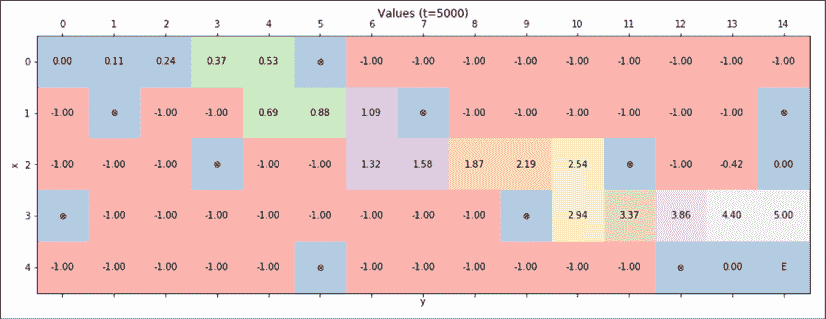 Values (t=5000)
0 1 2 3 4 5 6 7 8 9 10 11 12 13 14
0 0.00 0.11 0.24 0.37 0.53 ⊗ -1.00 -1.00 -1.00 -1.00 -1.00 -1.00 -1.00 -1.00 -1.00
1 -1.00 ⊗ -1.00 -1.00 0.69 0.88 1.09 ⊗ -1.00 -1.00 -1.00 -1.00 -1.00 -1.00 ⊗
x 2 -1.00 -1.00 -1.00 ⊗ -1.00 -1.00 1.32 1.58 1.87 2.19 2.54 ⊗ -1.00 -0.42 0.00
3 ⊗ -1.00 -1.00 -1.00 -1.00 -1.00 -1.00 -1.00 -1.00 ⊗ 2.94 3.37 3.86 4.40 5.00
4 -1.00 -1.00 -1.00 -1.00 -1.00 ⊗ -1.00 -1.00 -1.00 -1.00 -1.00 -1.00 ⊗ 0.00 E
y